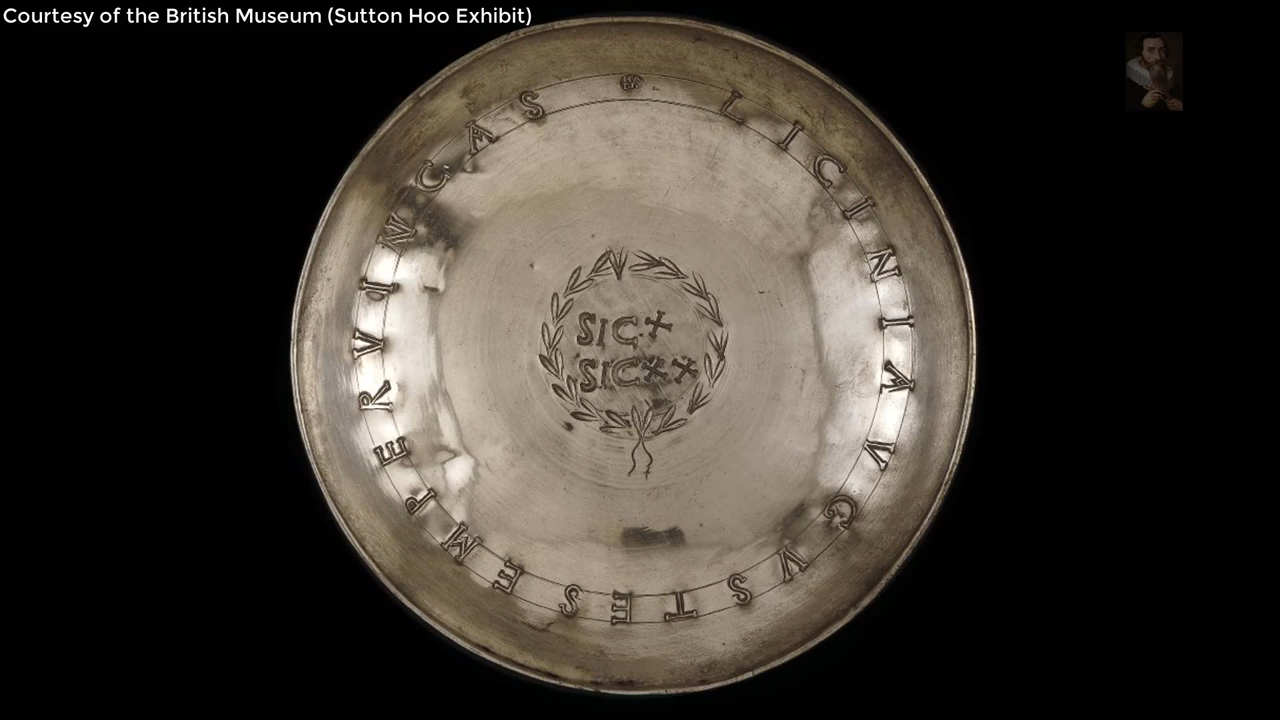 Courtesy of the British Museum (Sutton Hoo Exhibit)
LICINI AVGVSTE SEMPER VINCAS
SIC X
SIC XX